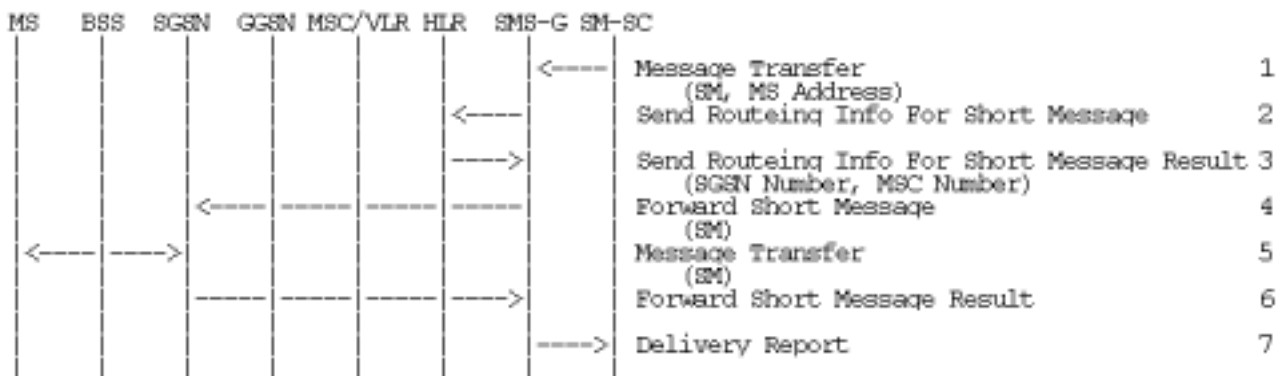 MS BSS SGSN GGSN MSC/VLR HLR SMS-G SM-SC
Message Transfer 1
(SM, MS Address)
Send Routeing Info For Short Message 2
Send Routeing Info For Short Message Result 3
(SGSN Number, MSC Number)
Forward Short Message 4
(SM)
Message Transfer 5
(SM)
Forward Short Message Result 6
Delivery Report 7